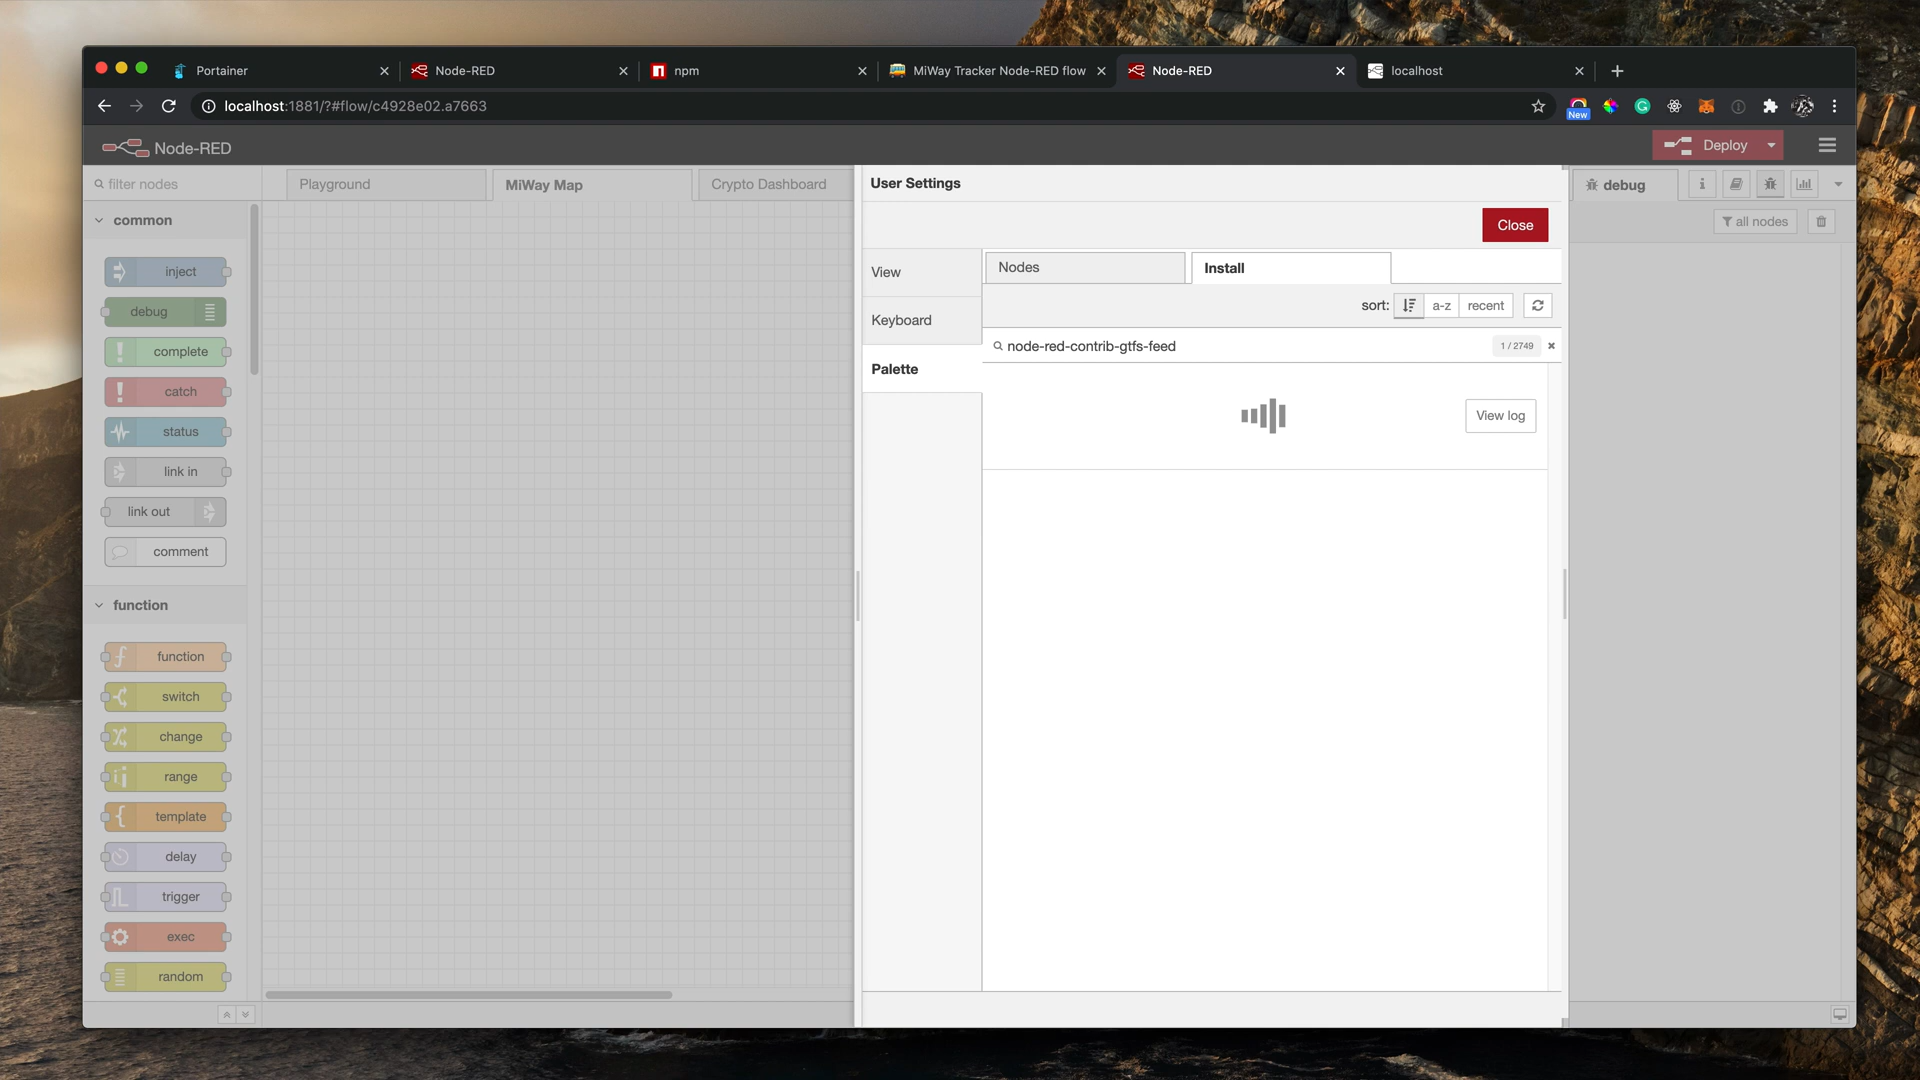 Portainer
Node-RED
npm
MiWay Tracker Node-RED flow
Node-RED
localhost
localhost:1881/?#flow/c4928e02.a7663
New
Node-RED
Deploy
filter nodes
Playground
MiWay Map
Crypto Dashboard
User Settings
debug
all nodes
Close
common
inject
debug
complete
catch
status
link in
link out
comment
function
function
switch
change
range
template
delay
trigger
exec
random
View
Keyboard
Palette
Nodes
Install
sort:
a-z
recent
node-red-contrib-gtfs-feed
1 / 2749
View log